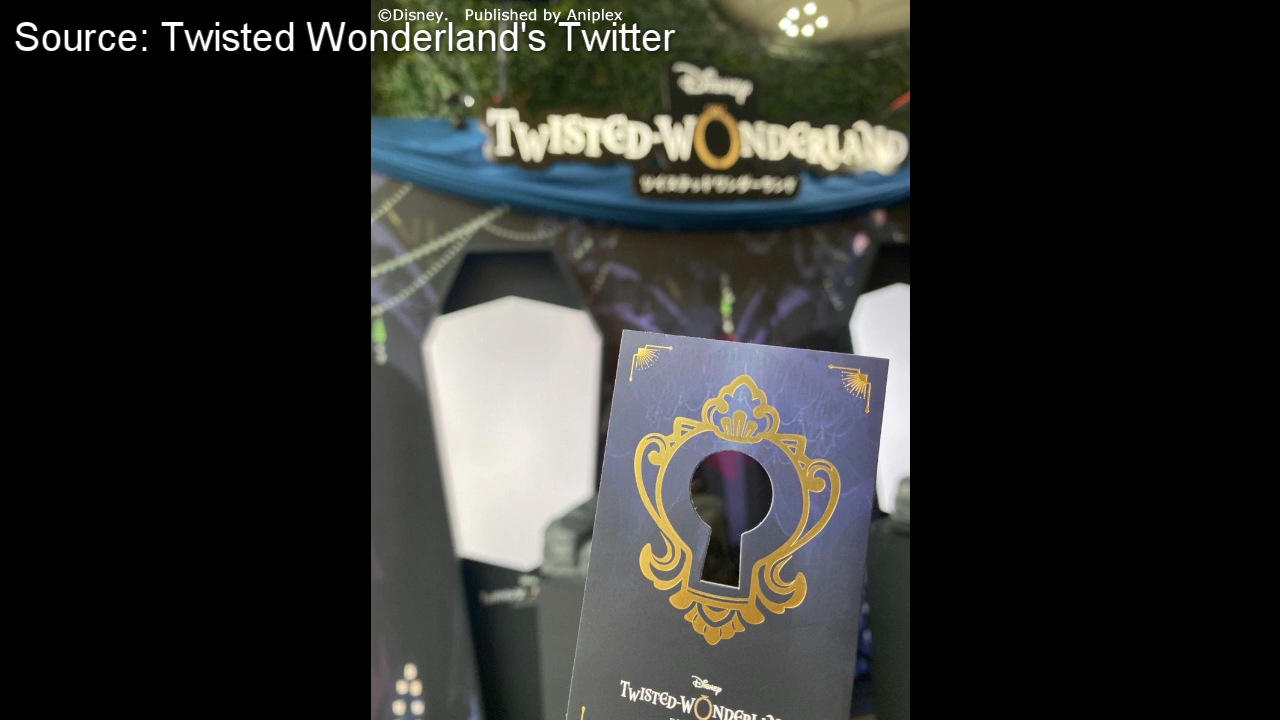 ©Disney. Published by Aniplex
Source: Twisted Wonderland's Twitter
Disney
TWISTED-WONDERLAND
ツイステッドワンダーランド
Disney
TWISTED-WONDERLAND